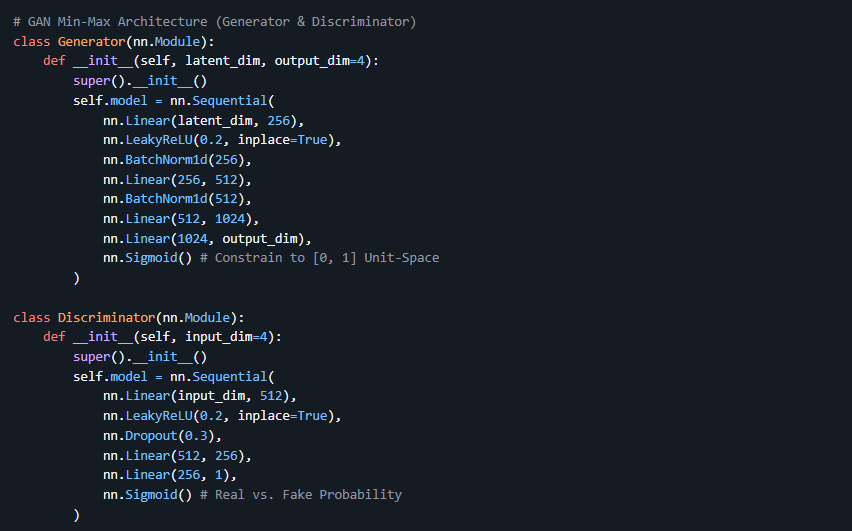 # GAN Min-Max Architecture (Generator & Discriminator)
class Generator(nn.Module):
    def __init__(self, latent_dim, output_dim=4):
        super().__init__()
        self.model = nn.Sequential(
            nn.Linear(latent_dim, 256),
            nn.LeakyReLU(0.2, inplace=True),
            nn.BatchNorm1d(256),
            nn.Linear(256, 512),
            nn.BatchNorm1d(512),
            nn.Linear(512, 1024),
            nn.Linear(1024, output_dim),
            nn.Sigmoid() # Constrain to [0, 1] Unit-Space
        )

class Discriminator(nn.Module):
    def __init__(self, input_dim=4):
        super().__init__()
        self.model = nn.Sequential(
            nn.Linear(input_dim, 512),
            nn.LeakyReLU(0.2, inplace=True),
            nn.Dropout(0.3),
            nn.Linear(512, 256),
            nn.Linear(256, 1),
            nn.Sigmoid() # Real vs. Fake Probability
        )